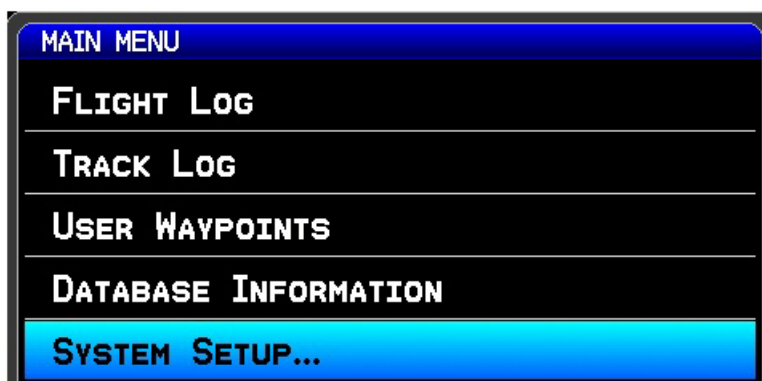 MAIN MENU
FLIGHT LOG
TRACK LOG
USER WAYPOINTS
DATABASE INFORMATION
SYSTEM SETUP...